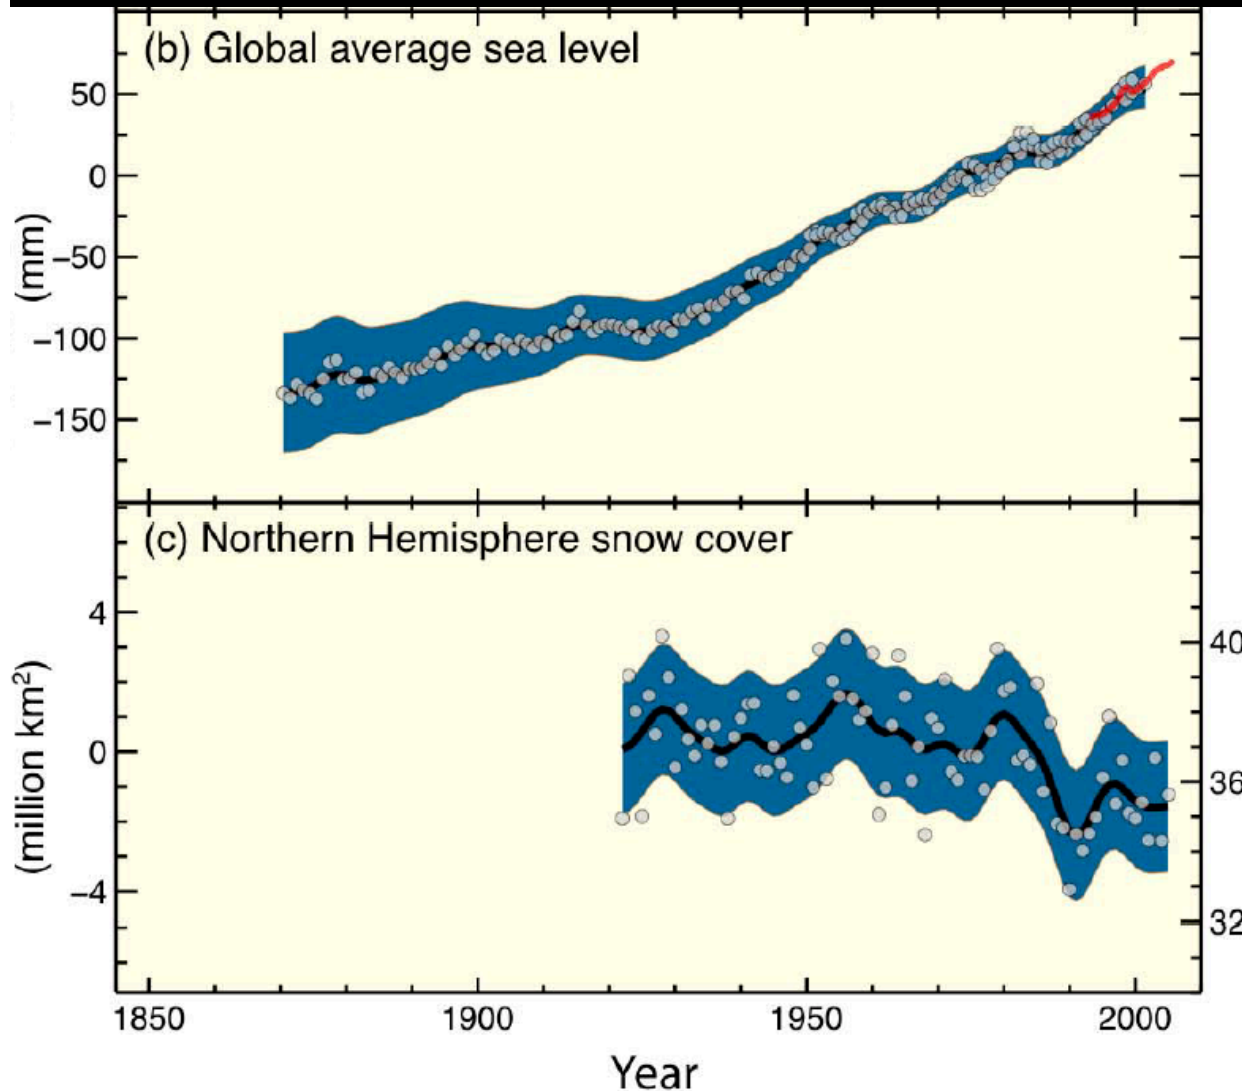 (b) Global average sea level
50
0
−50
−100
−150
(mm)
(c) Northern Hemisphere snow cover
4
0
−4
(million km²)
40
36
32
1850 1900 1950 2000
Year